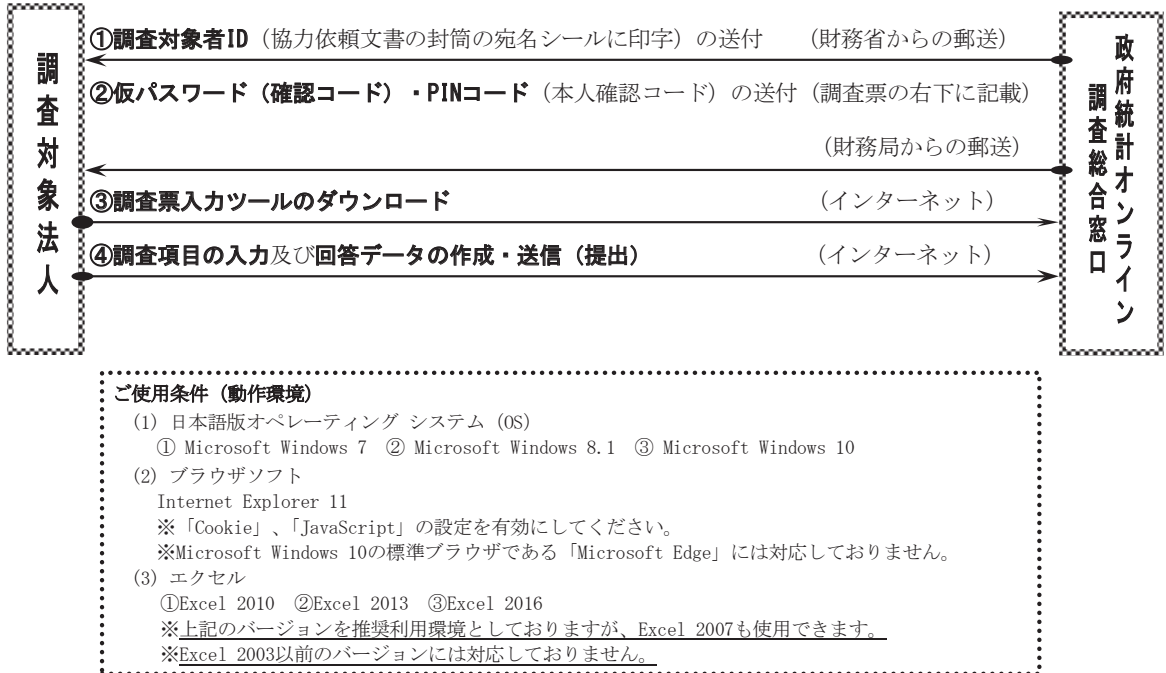 調査対象法人
①調査対象者ID（協力依頼文書の封筒の宛名シールに印字）の送付　　（財務省からの郵送）
②仮パスワード（確認コード）・PINコード（本人確認コード）の送付（調査票の右下に記載）
（財務局からの郵送）
③調査票入力ツールのダウンロード　（インターネット）
④調査項目の入力及び回答データの作成・送信（提出）　（インターネット）
政府統計オンライン
調査総合窓口
ご使用条件（動作環境）
(1) 日本語版オペレーティング システム（OS）
① Microsoft Windows 7　② Microsoft Windows 8.1　③ Microsoft Windows 10
(2) ブラウザソフト
Internet Explorer 11
※「Cookie」、「JavaScript」の設定を有効にしてください。
※Microsoft Windows 10の標準ブラウザである「Microsoft Edge」には対応しておりません。
(3) エクセル
①Excel 2010　②Excel 2013　③Excel 2016
※上記のバージョンを推奨利用環境としておりますが、Excel 2007も使用できます。
※Excel 2003以前のバージョンには対応しておりません。